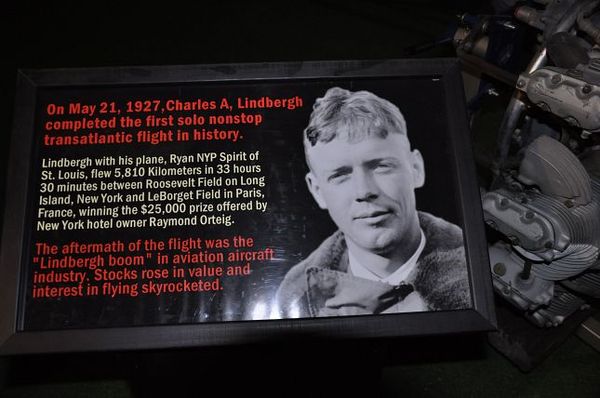 On May 21, 1927,Charles A, Lindbergh
completed the first solo nonstop
transatlantic flight in history.
Lindbergh with his plane, Ryan NYP Spirit of
St. Louis, flew 5,810 Kilometers in 33 hours
30 minutes between Roosevelt Field on Long
Island, New York and LeBorget Field in Paris,
France, winning the $25,000 prize offered by
New York hotel owner Raymond Orteig.
The aftermath of the flight was the
"Lindbergh boom" in aviation aircraft
industry. Stocks rose in value and
interest in flying skyrocketed.